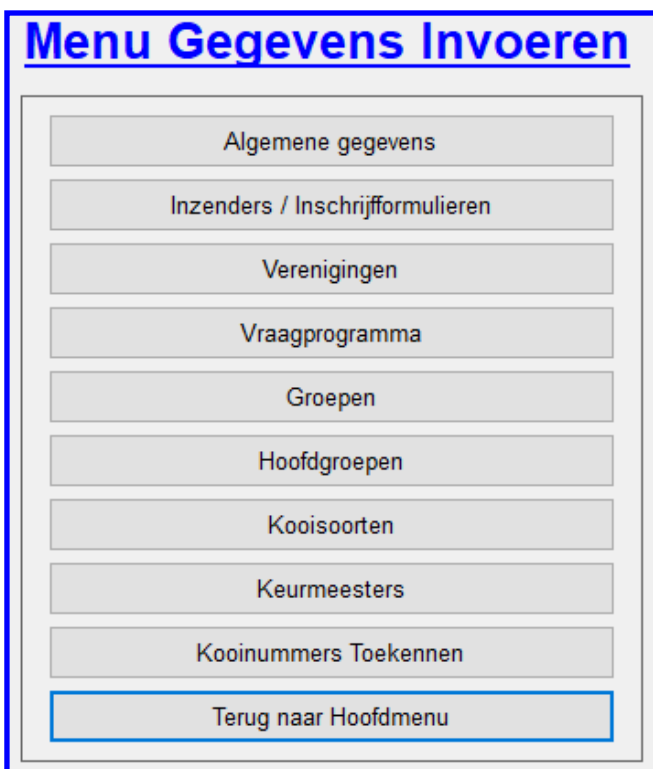 Menu Gegevens Invoeren
Algemene gegevens
Inzenders / Inschrijfformulieren
Verenigingen
Vraagprogramma
Groepen
Hoofdgroepen
Kooisoorten
Keurmeesters
Kooinummers Toekennen
Terug naar Hoofdmenu